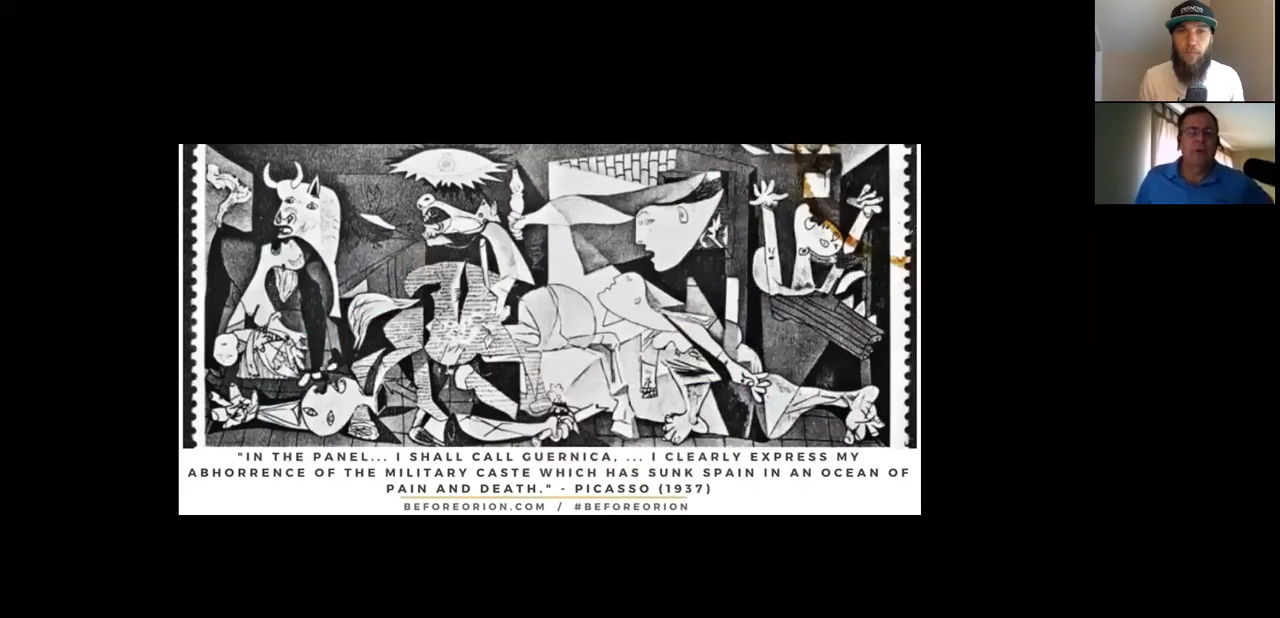 "IN THE PANEL... I SHALL CALL GUERNICA, ... I CLEARLY EXPRESS MY
ABHORRENCE OF THE MILITARY CASTE WHICH HAS SUNK SPAIN IN AN OCEAN OF
PAIN AND DEATH." - PICASSO (1937)
BEFOREORION.COM / #BEFOREORION